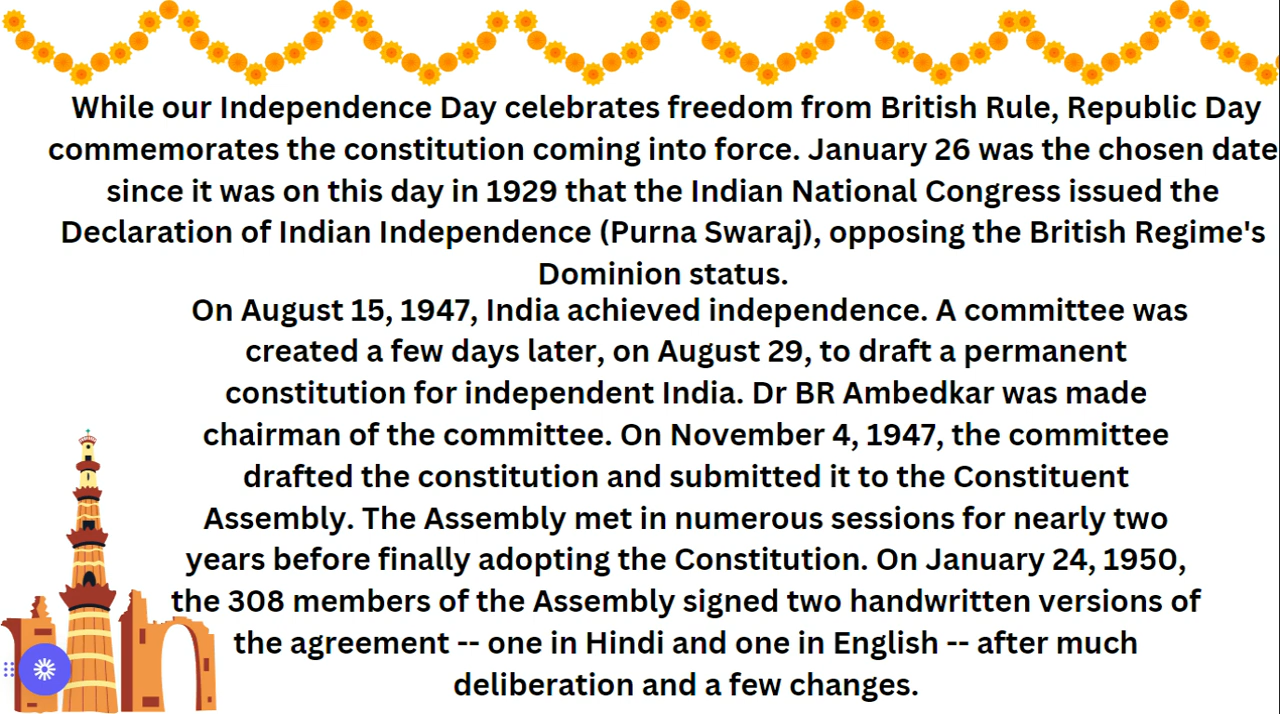 While our Independence Day celebrates freedom from British Rule, Republic Day
commemorates the constitution coming into force. January 26 was the chosen date
since it was on this day in 1929 that the Indian National Congress issued the
Declaration of Indian Independence (Purna Swaraj), opposing the British Regime's
Dominion status.
On August 15, 1947, India achieved independence. A committee was
created a few days later, on August 29, to draft a permanent
constitution for independent India. Dr BR Ambedkar was made
chairman of the committee. On November 4, 1947, the committee
drafted the constitution and submitted it to the Constituent
Assembly. The Assembly met in numerous sessions for nearly two
years before finally adopting the Constitution. On January 24, 1950,
the 308 members of the Assembly signed two handwritten versions of
the agreement -- one in Hindi and one in English -- after much
deliberation and a few changes.